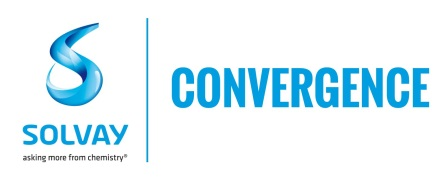 SOLVAY
asking more from chemistry®
CONVERGENCE